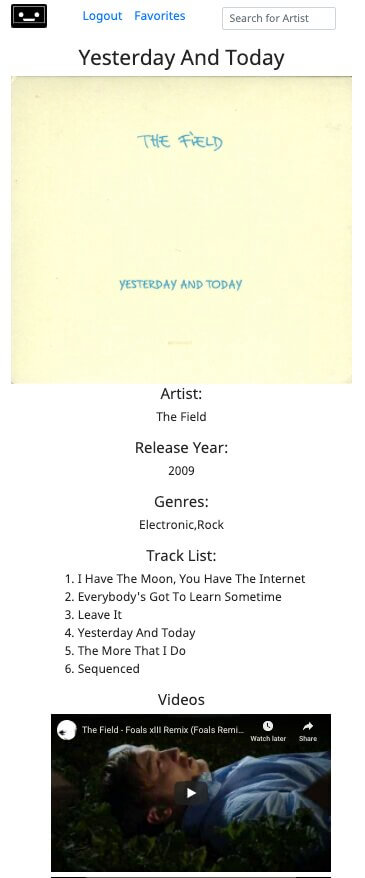 Logout Favorites Search for Artist
Yesterday And Today
THE FiELD
YESTERDAY AND TODAY
Artist:
The Field
Release Year:
2009
Genres:
Electronic,Rock
Track List:
1. I Have The Moon, You Have The Internet
2. Everybody's Got To Learn Sometime
3. Leave It
4. Yesterday And Today
5. The More That I Do
6. Sequenced
Videos
The Field - Foals xIII Remix (Foals Remi...
Watch later Share